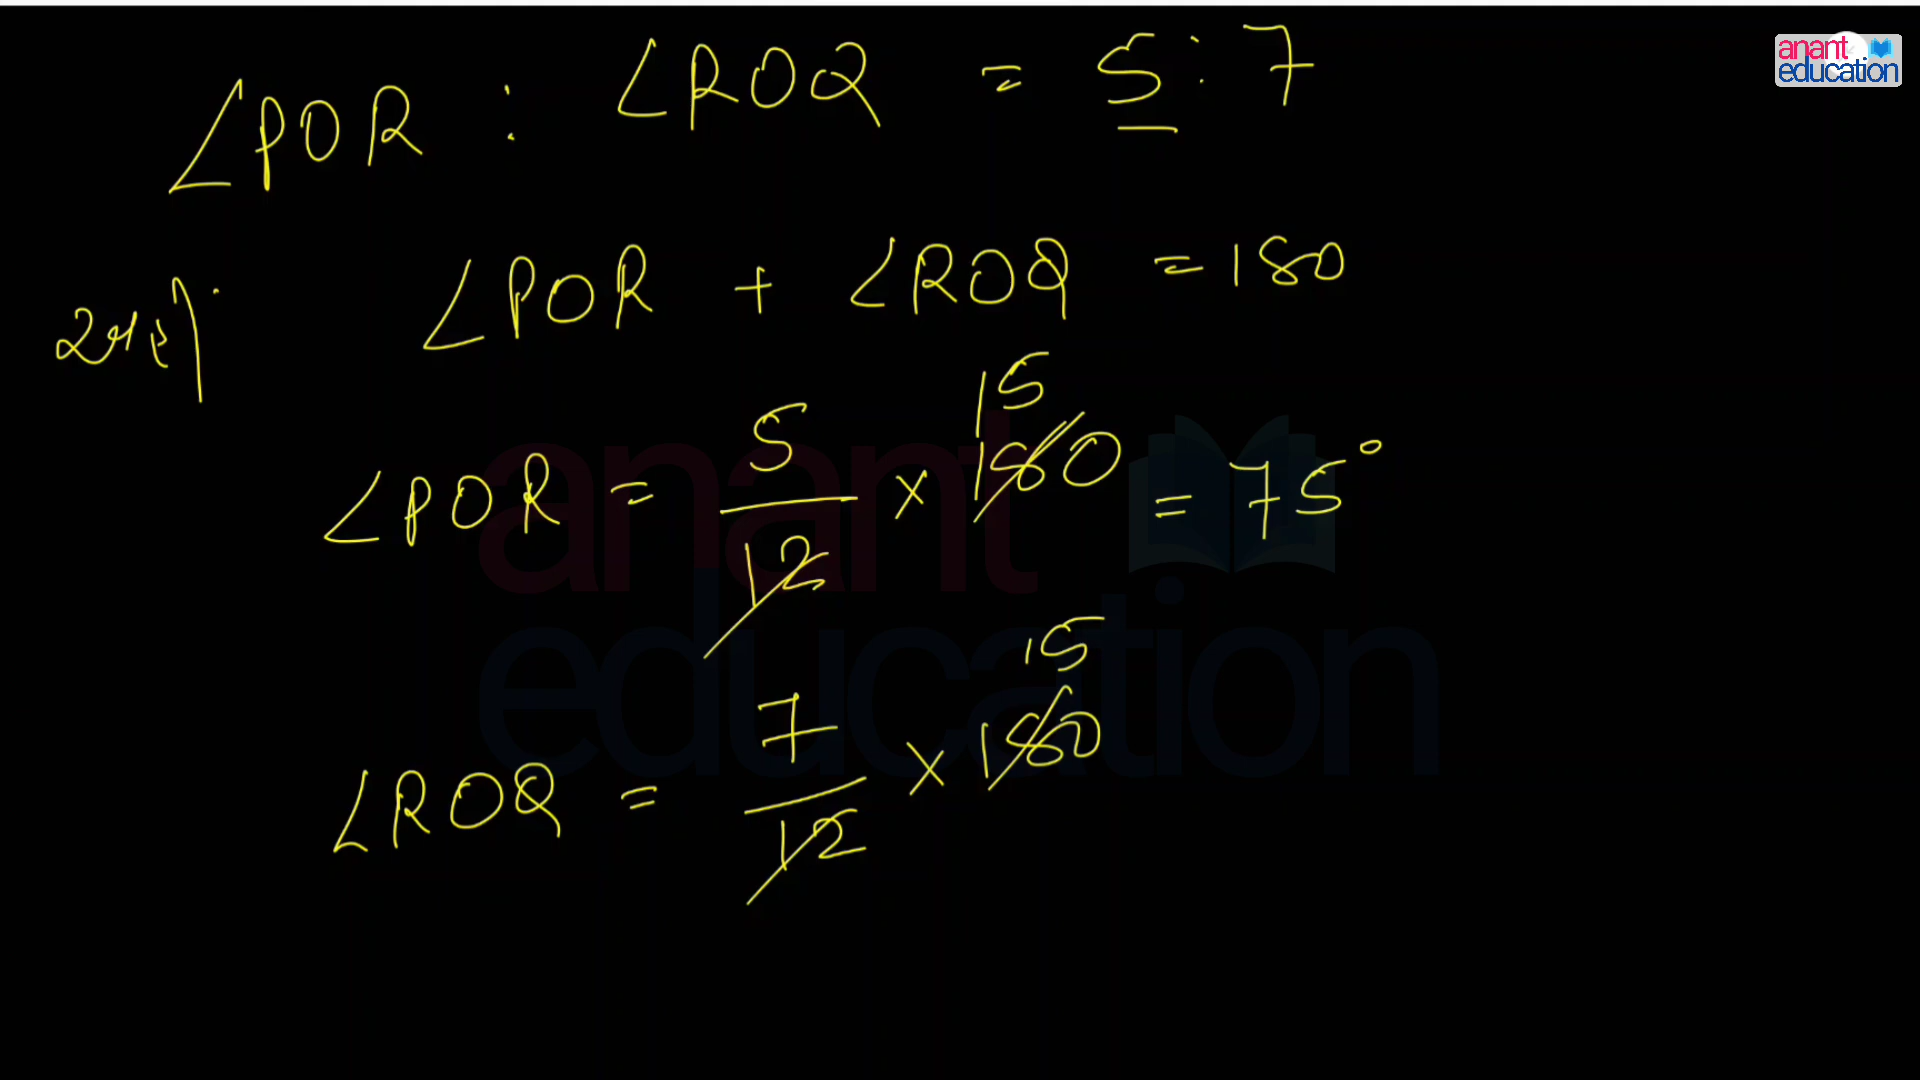 anant
education
∠POR : ∠ROQ = 5 : 7
∠POR + ∠ROQ = 180
∠POR = 5/12 × 180 15 = 75°
∠ROQ = 7/12 × 180 15
anant
education